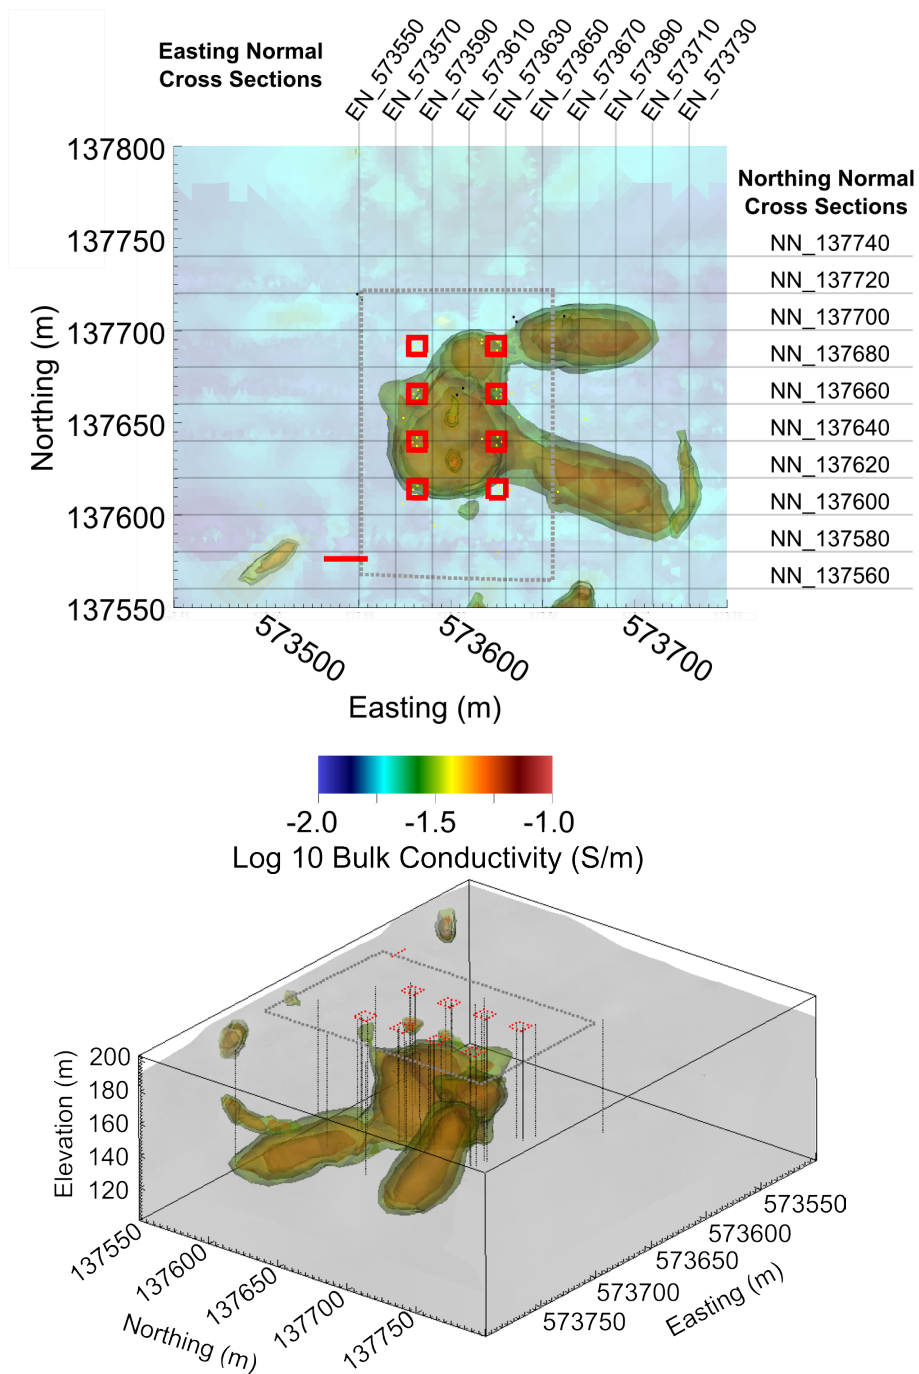 Easting Normal
Cross Sections
EN_573550
EN_573570
EN_573590
EN_573610
EN_573630
EN_573650
EN_573670
EN_573690
EN_573710
EN_573730
137800
137750
137700
137650
137600
137550
Northing (m)
Northing Normal
Cross Sections
NN_137740
NN_137720
NN_137700
NN_137680
NN_137660
NN_137640
NN_137620
NN_137600
NN_137580
NN_137560
573500
573600
573700
Easting (m)
-2.0
-1.5
-1.0
Log 10 Bulk Conductivity (S/m)
200
180
160
140
120
Elevation (m)
137550
137600
137650
137700
137750
Northing (m)
573550
573600
573650
573700
573750
Easting (m)